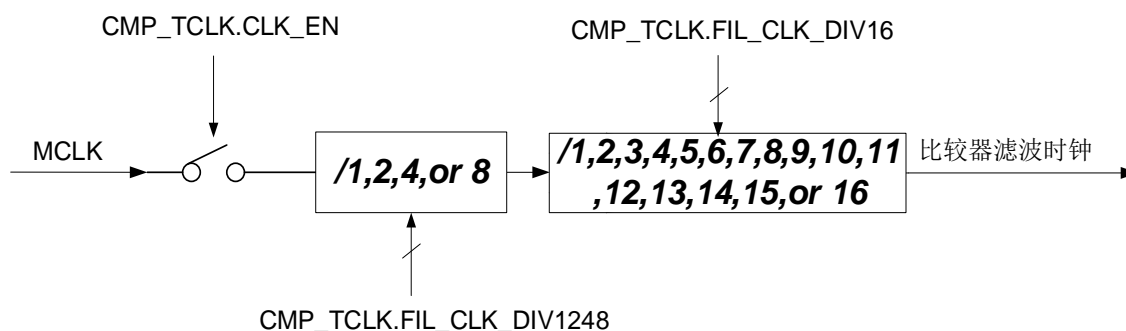 CMP_TCLK.CLK_EN
CMP_TCLK.FIL_CLK_DIV16
MCLK
/1,2,4,or 8
/1,2,3,4,5,6,7,8,9,10,11
,12,13,14,15,or 16
比较器滤波时钟
CMP_TCLK.FIL_CLK_DIV1248